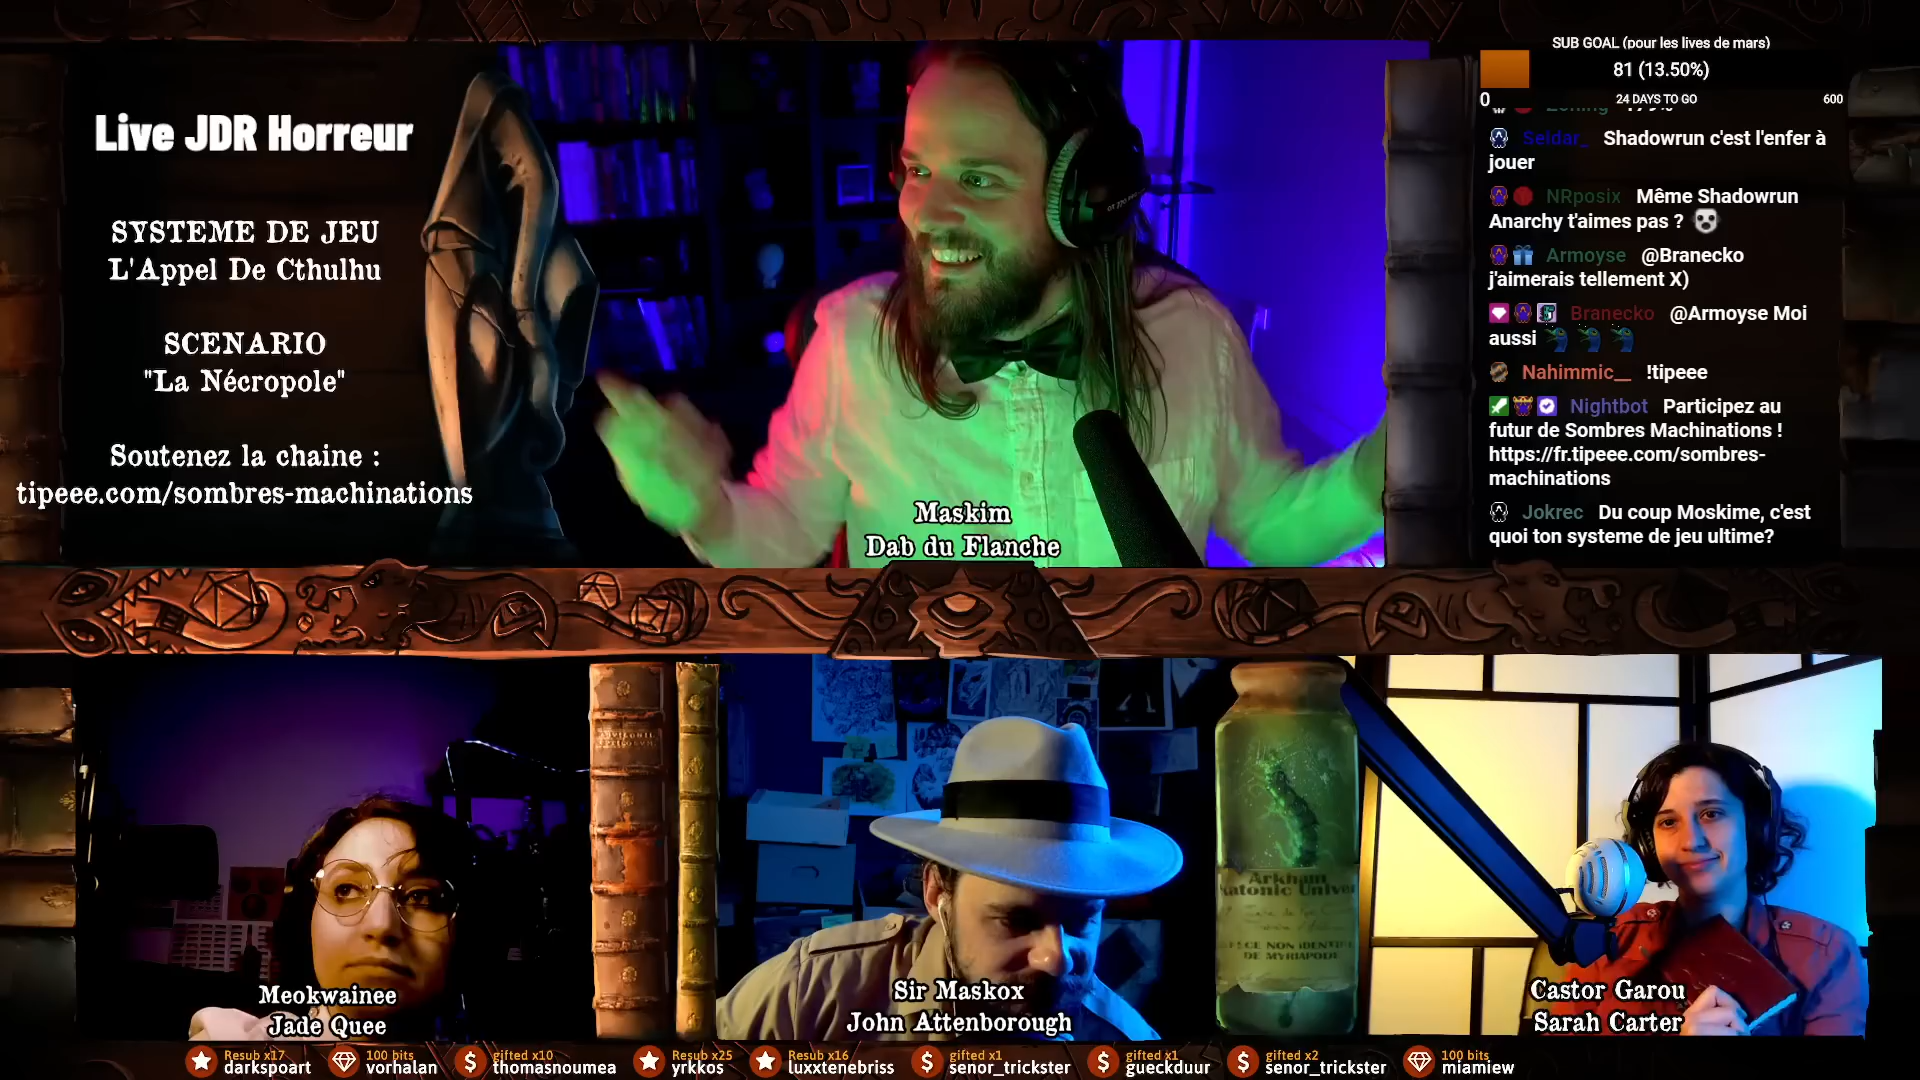 Live JDR Horreur
SYSTEME DE JEU
L'Appel De Cthulhu
SCENARIO
"La Nécropole"
Soutenez la chaine :
tipeee.com/sombres-machinations
Maskim
Dab du Flanche
SUB GOAL (pour les lives de mars)
81 (13.50%)
0
24 DAYS TO GO
600
Seldar_ Shadowrun c'est l'enfer à
jouer
NRposix Même Shadowrun
Anarchy t'aimes pas ?
Armoyse @Branecko
j'aimerais tellement X)
Branecko @Armoyse Moi
aussi
Nahimmic__ !tipeee
Nightbot Participez au
futur de Sombres Machinations !
https://fr.tipeee.com/sombres-
machinations
Jokrec Du coup Moskime, c'est
quoi ton systeme de jeu ultime?
Meokwainee
Jade Quee
Sir Maskox
John Attenborough
Arkham
DE MYRIAPODE
Castor Garou
Sarah Carter
Resub x17
darkspoart
100 bits
vorhalan
gifted x10
thomasnoumea
Resub x25
yrkkos
Resub x16
luxxtenebriss
gifted x1
senor_trickster
gifted x1
gueckduur
gifted x2
senor_trickster
100 bits
miamiew